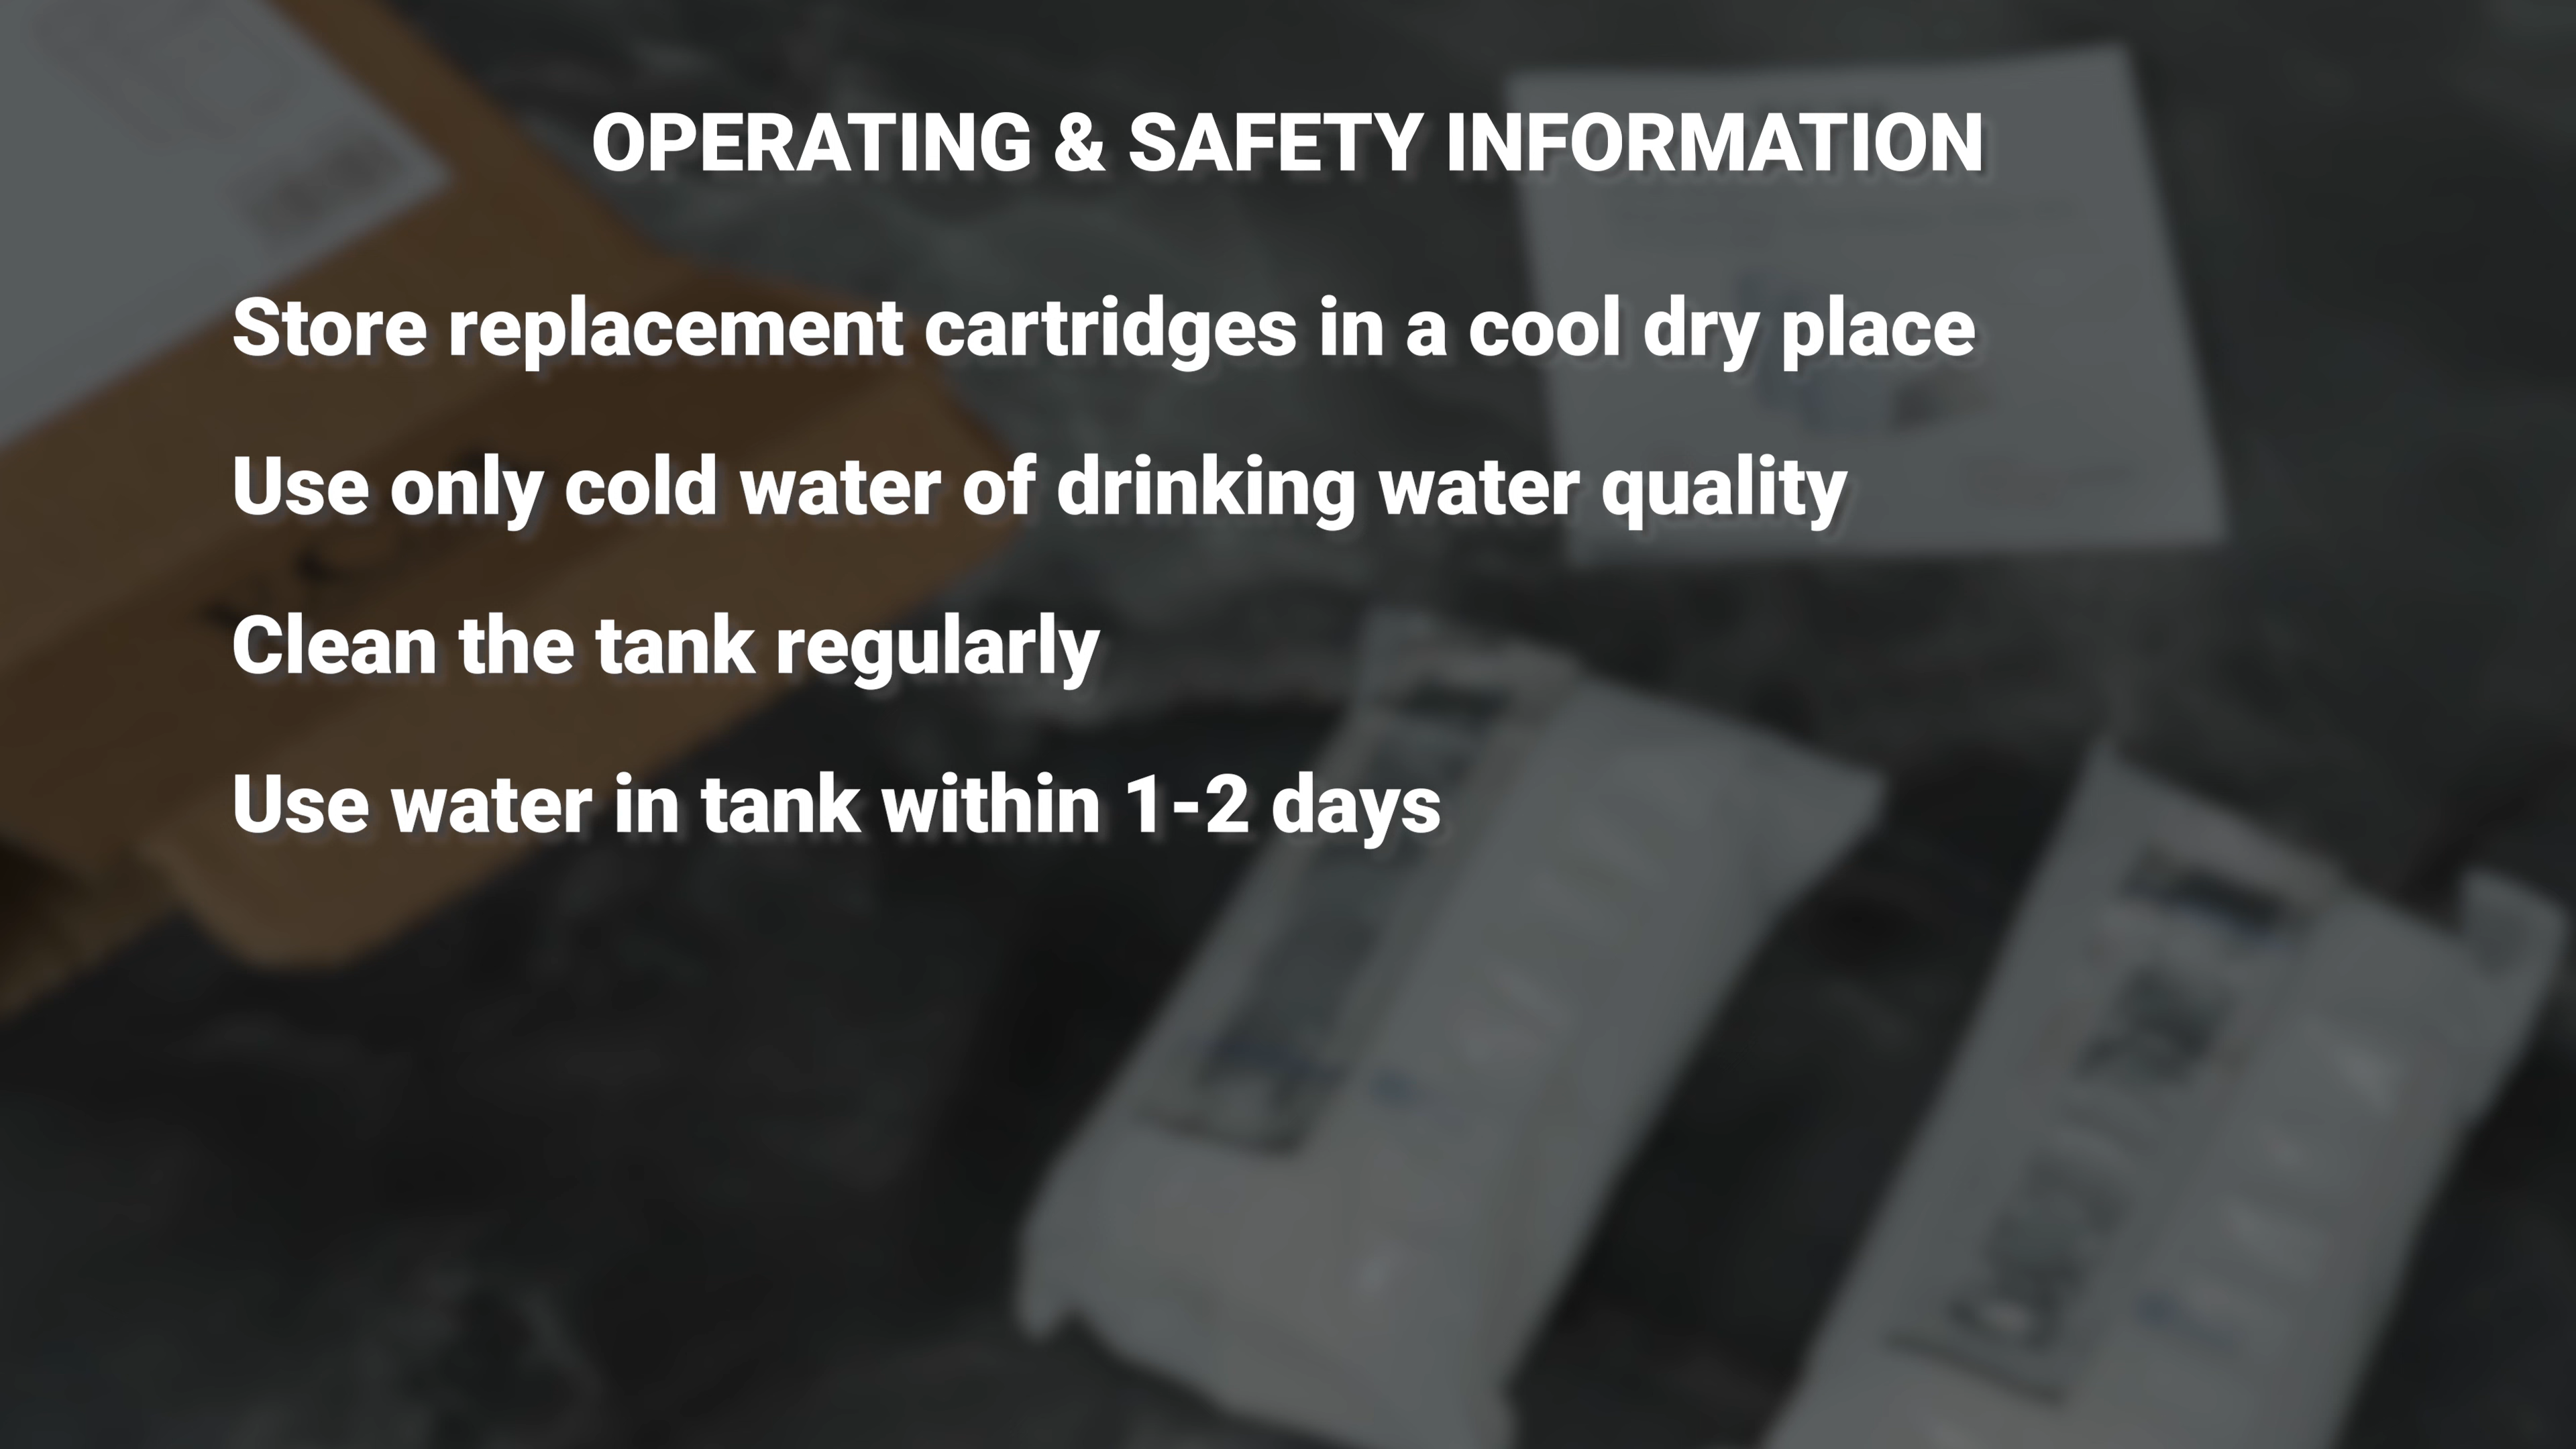 OPERATING & SAFETY INFORMATION
Store replacement cartridges in a cool dry place
Use only cold water of drinking water quality
Clean the tank regularly
Use water in tank within 1-2 days